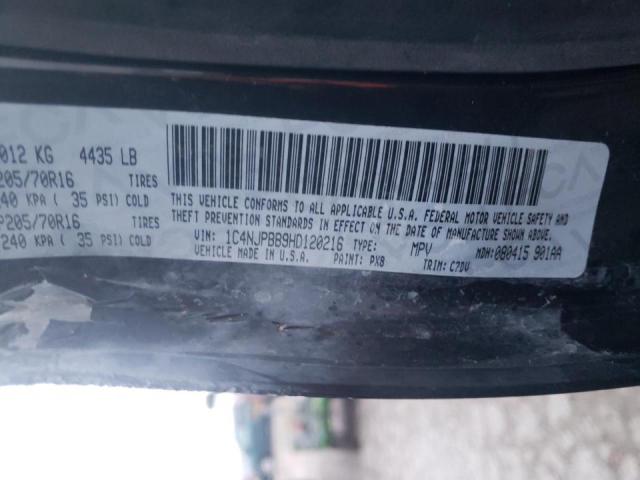 012 KG 4435 LB
205/70R16 TIRES
40 KPA ( 35 PSI) COLD
P205/70R16 TIRES
240 KPA ( 35 PSI) COLD
THIS VEHICLE CONFORMS TO ALL APPLICABLE U.S.A. FEDERAL MOTOR VEHICLE SAFETY AND
THEFT PREVENTION STANDARDS IN EFFECT ON THE DATE OF MANUFACTURE SHOWN ABOVE.
VIN: 1C4NJPBB9HD120216 TYPE: MPV MDH:080415 901AA
VEHICLE MADE IN U.S.A. PAINT: PX8 TRIM: C7DV